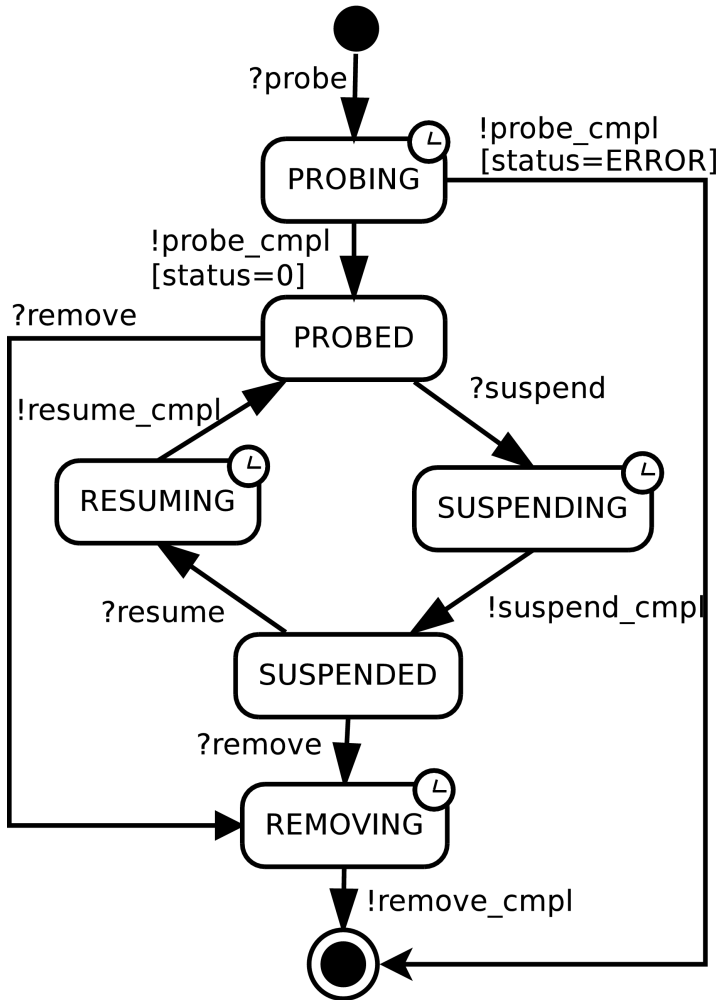 ?probe
!probe_cmpl
[status=ERROR]
PROBING
!probe_cmpl
[status=0]
?remove
PROBED
?suspend
!resume_cmpl
RESUMING
SUSPENDING
?resume
!suspend_cmpl
SUSPENDED
?remove
REMOVING
!remove_cmpl